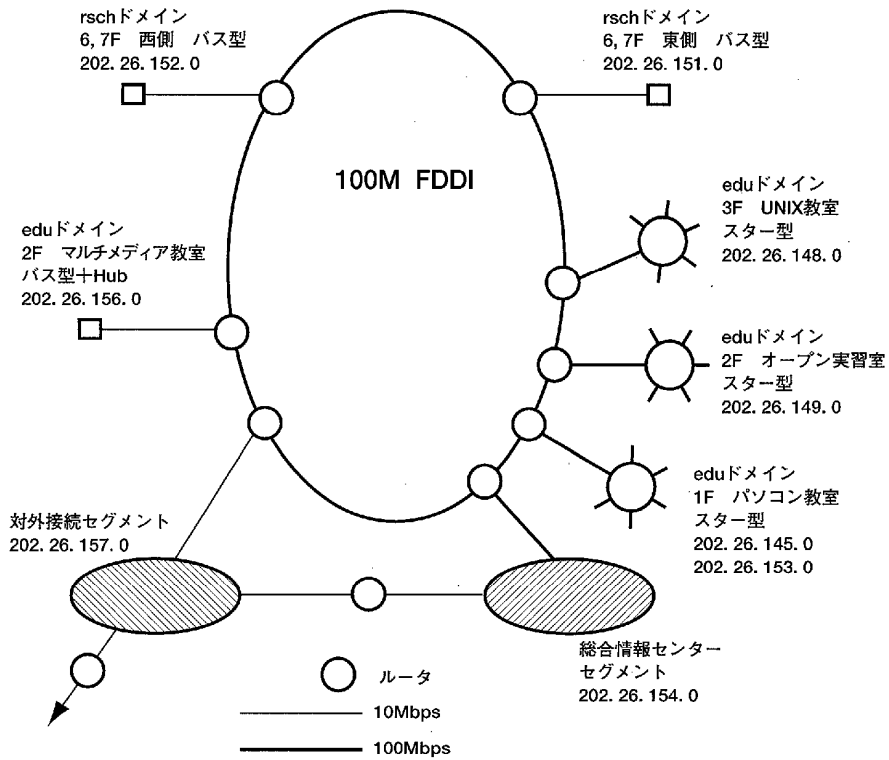 rschドメイン
6, 7F 西側 バス型
202. 26. 152. 0
rschドメイン
6, 7F 東側 バス型
202. 26. 151. 0
100M FDDI
eduドメイン
3F UNIX教室
スター型
202. 26. 148. 0
eduドメイン
2F マルチメディア教室
バス型＋Hub
202. 26. 156. 0
eduドメイン
2F オープン実習室
スター型
202. 26. 149. 0
eduドメイン
1F パソコン教室
スター型
202. 26. 145. 0
202. 26. 153. 0
対外接続セグメント
202. 26. 157. 0
総合情報センター
セグメント
202. 26. 154. 0
ルータ
10Mbps
100Mbps